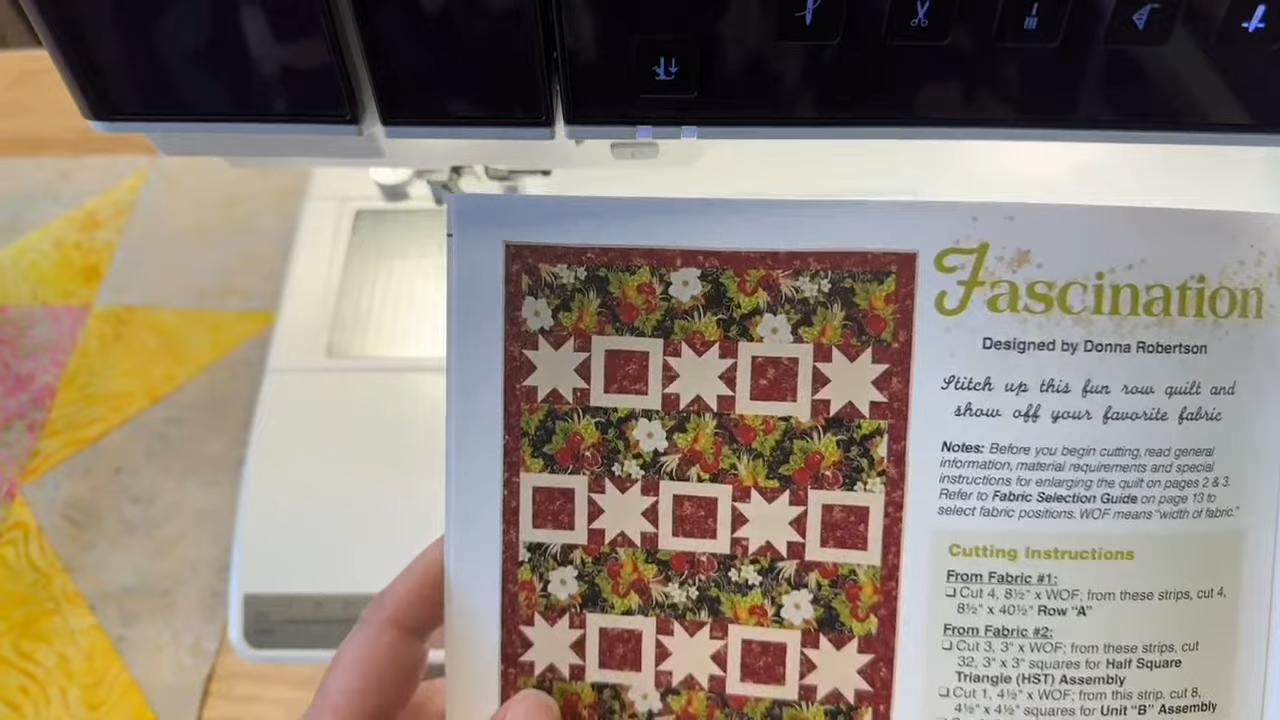 Fascination
Designed by Donna Robertson
Stitch up this fun row quilt and
show off your favorite fabric
Notes: Before you begin cutting, read general
information, material requirements and special
instructions for enlarging the quilt on pages 2 & 3.
Refer to Fabric Selection Guide on page 13 to
select fabric positions. WOF means "width of fabric."
Cutting Instructions
From Fabric #1:
❑ Cut 4, 8½" x WOF; from these strips, cut 4,
8½" x 40½" Row "A"
From Fabric #2:
❑ Cut 3, 3" x WOF; from these strips, cut
32, 3" x 3" squares for Half Square
Triangle (HST) Assembly
❑ Cut 1, 4½" x WOF; from this strip, cut 8,
4½" x 4½" squares for Unit "B" Assembly